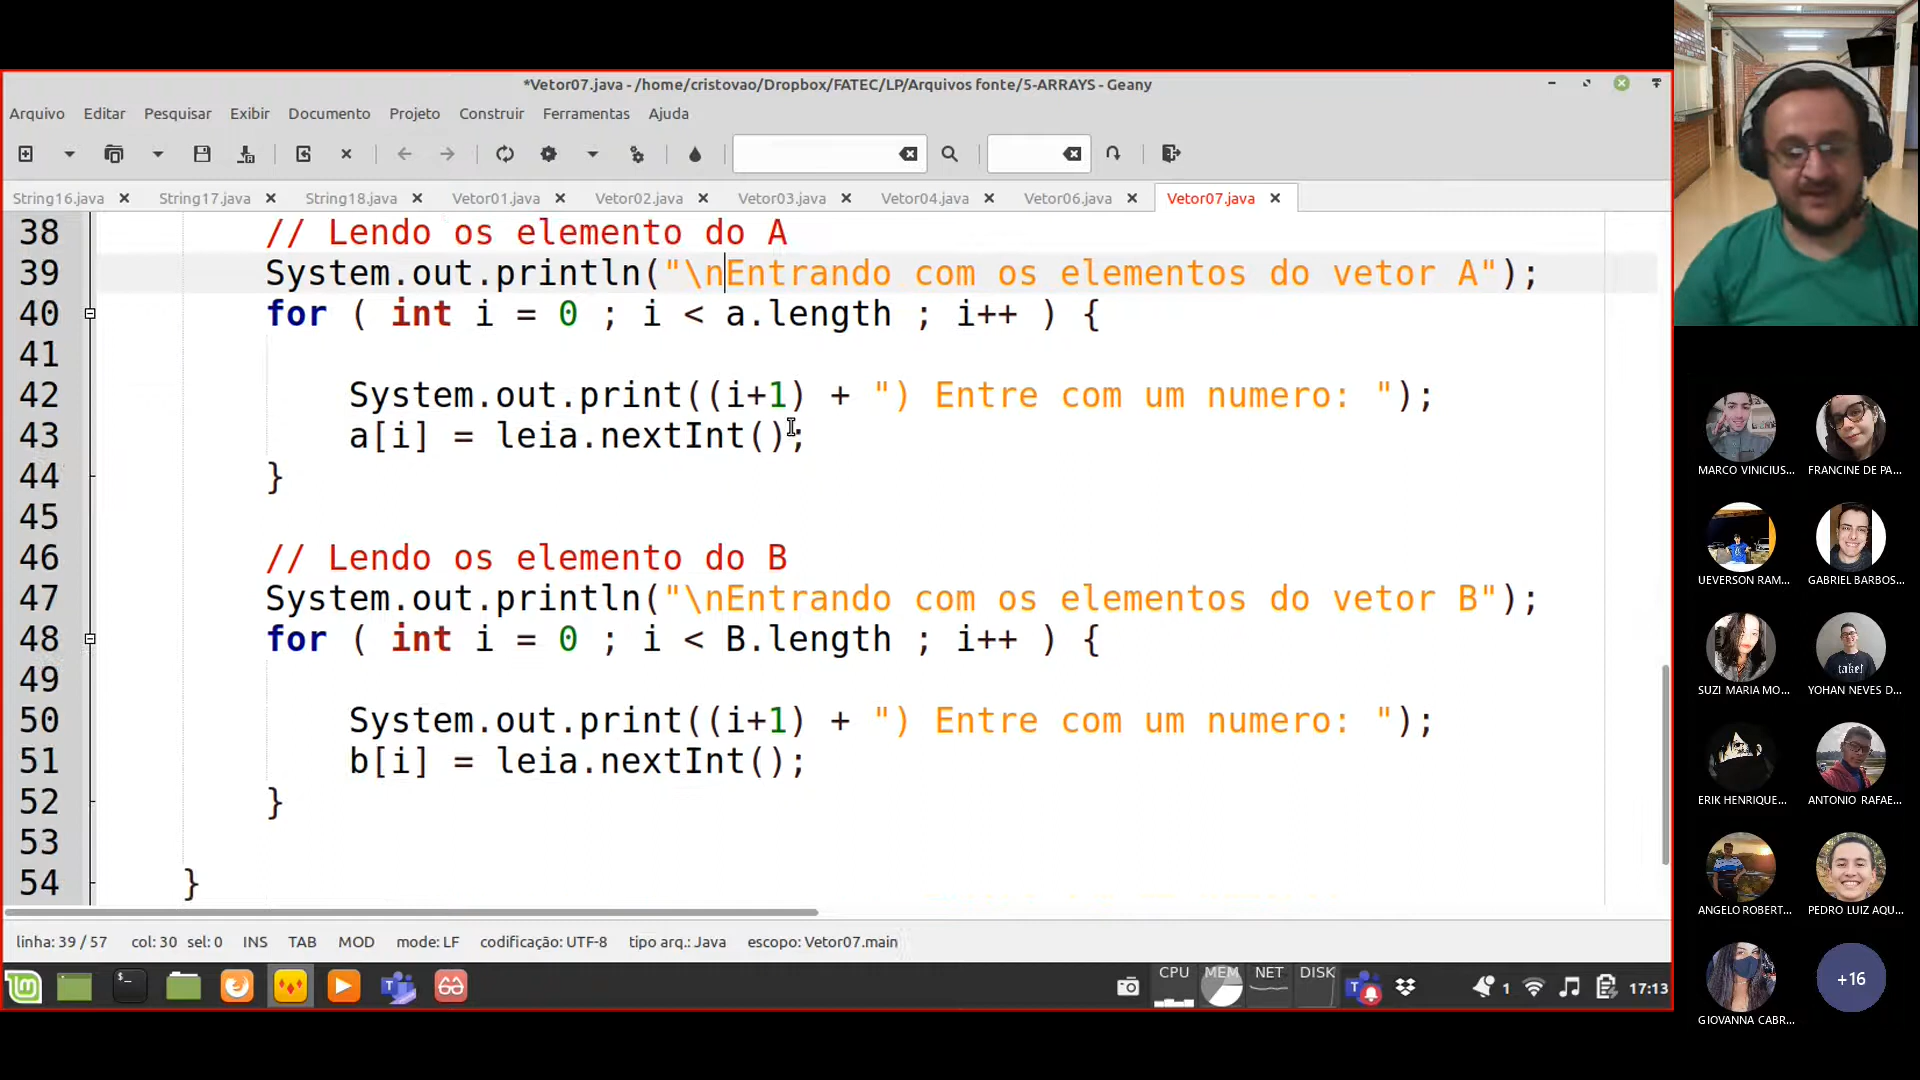 *Vetor07.java - /home/cristovao/Dropbox/FATEC/LP/Arquivos fonte/5-ARRAYS - Geany
Arquivo Editar Pesquisar Exibir Documento Projeto Construir Ferramentas Ajuda
String16.java String17.java String18.java Vetor01.java Vetor02.java Vetor03.java Vetor04.java Vetor06.java Vetor07.java
38 // Lendo os elemento do A
39 System.out.println("\nEntrando com os elementos do vetor A");
40 for ( int i = 0 ; i < a.length ; i++ ) {
41
42 System.out.print((i+1) + ") Entre com um numero: ");
43 a[i] = leia.nextInt();
44 }
45
46 // Lendo os elemento do B
47 System.out.println("\nEntrando com os elementos do vetor B");
48 for ( int i = 0 ; i < B.length ; i++ ) {
49
50 System.out.print((i+1) + ") Entre com um numero: ");
51 b[i] = leia.nextInt();
52 }
53
54 }
linha: 39 / 57 col: 30 sel: 0 INS TAB MOD mode: LF codificação: UTF-8 tipo arq.: Java escopo: Vetor07.main
CPU MEM NET DISK 1 17:13
MARCO VINICIUS... FRANCINE DE PA...
UEVERSON RAM... GABRIEL BARBOS...
taket
SUZI MARIA MO... YOHAN NEVES D...
ERIK HENRIQUE... ANTONIO RAFAE...
ANGELO ROBERT... PEDRO LUIZ AQU...
+16
GIOVANNA CABR...